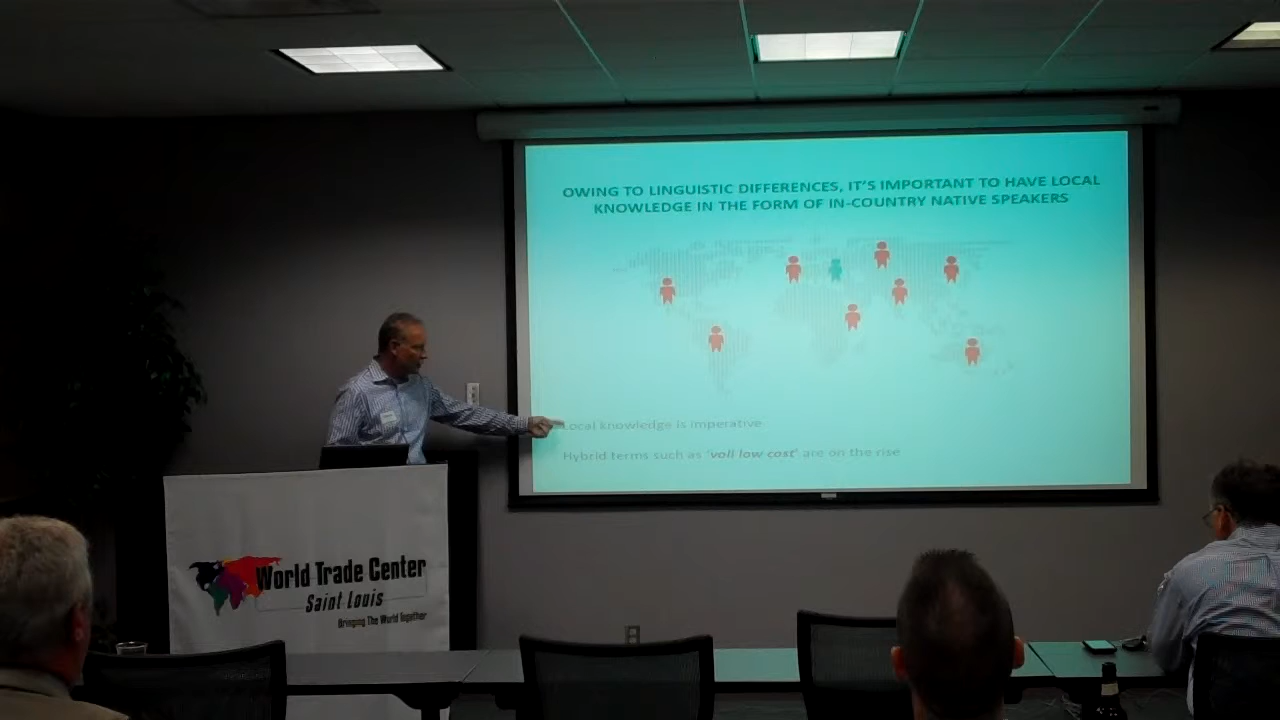 OWING TO LINGUISTIC DIFFERENCES, IT'S IMPORTANT TO HAVE LOCAL
KNOWLEDGE IN THE FORM OF IN-COUNTRY NATIVE SPEAKERS
Local knowledge is imperative
Hybrid terms such as 'voll low cost' are on the rise
World Trade Center
Saint Louis
Bringing The World Together